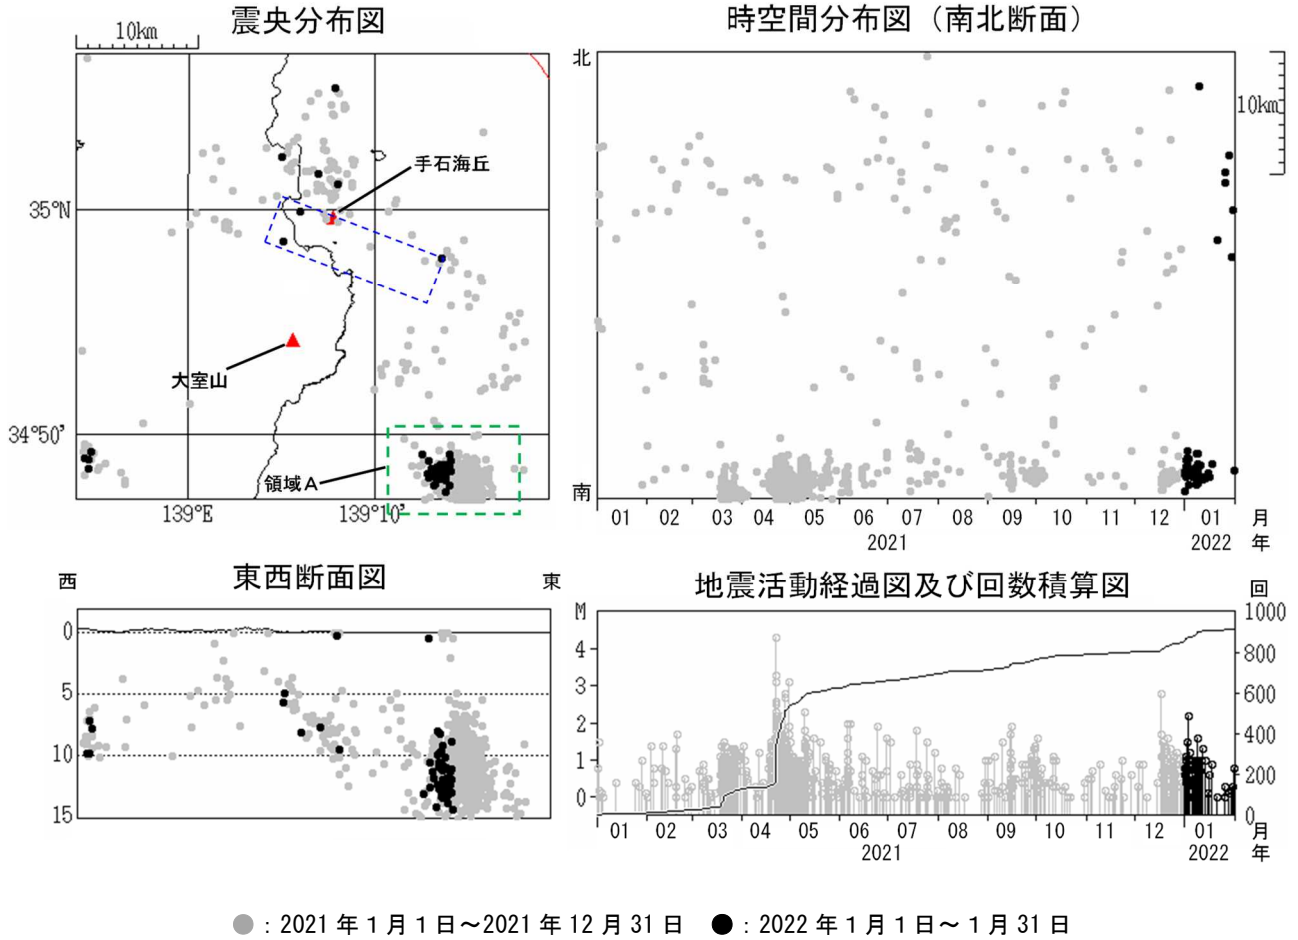 震央分布図
10km
手石海丘
35°N
大室山
34°50′
領域A
139°E
139°10′
時空間分布図（南北断面）
北
10km
南
01 02 03 04 05 06 07 08 09 10 11 12 01 月
2021 2022 年
東西断面図
西
東
0
5
10
15
地震活動経過図及び回数積算図
M
回
4
3
2
1
0
1000
800
600
400
200
0
01 02 03 04 05 06 07 08 09 10 11 12 01 月
2021 2022 年
：2021年1月1日～2021年12月31日
：2022年1月1日～1月31日